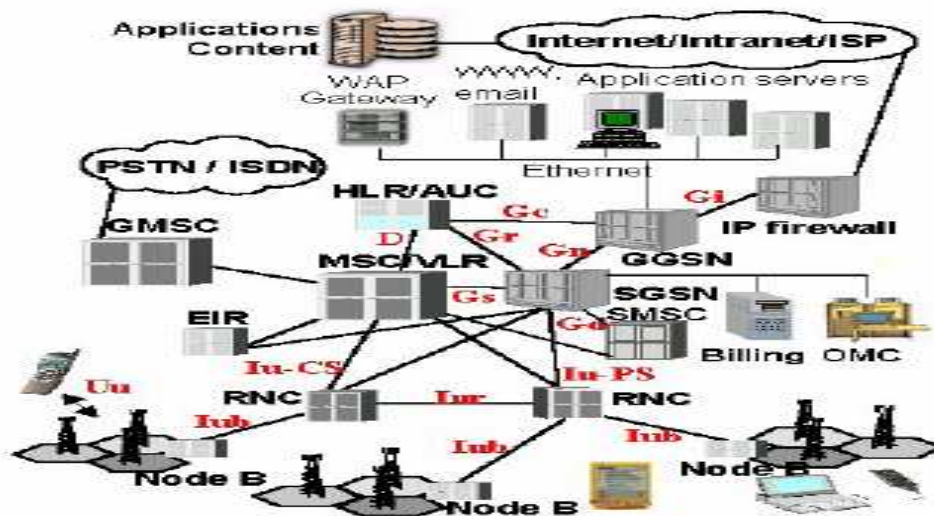 Applications
Content
Internet/Intranet/ISP
WAP
Gateway
WWW,
email
Application servers
PSTN / ISDN
Ethernet
HLR/AUC
Gc
Gi
IP firewall
GMSC
D
Gr
Gn
GGSN
MSC/VLR
Gs
SGSN
EIR
Gd
SMSC
Billing
OMC
Uu
Iu-CS
Iu-PS
RNC
Iur
RNC
Iub
Iub
Iub
Node B
Node B
Node B